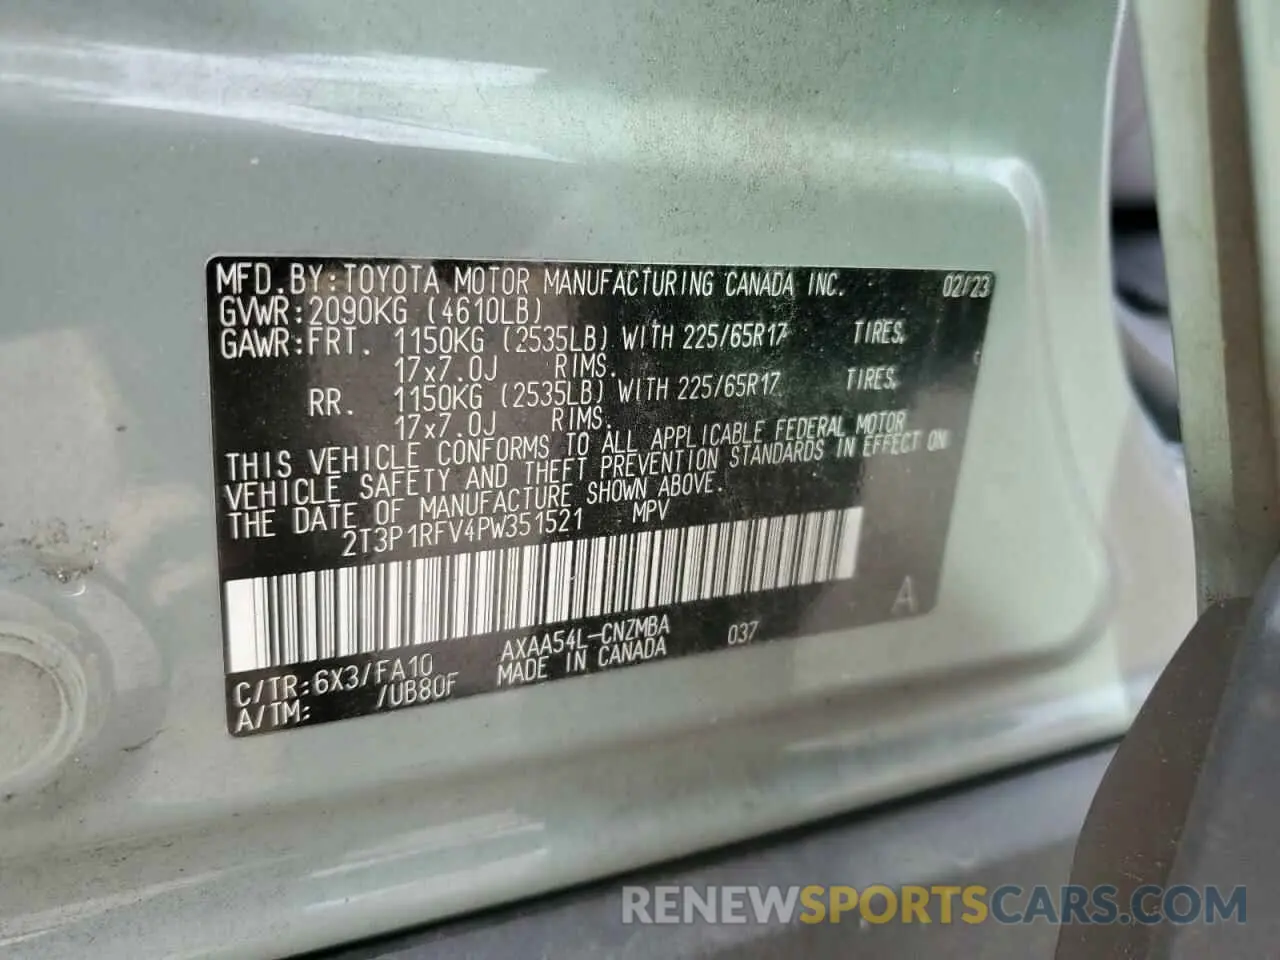 MFD.BY:TOYOTA MOTOR MANUFACTURING CANADA INC. 02/23
GVWR:2090KG (4610LB)
GAWR:FRT. 1150KG (2535LB) WITH 225/65R17 TIRES,
17x7.0J RIMS.
RR. 1150KG (2535LB) WITH 225/65R17 TIRES,
17x7.0J RIMS.
THIS VEHICLE CONFORMS TO ALL APPLICABLE FEDERAL MOTOR
VEHICLE SAFETY AND THEFT PREVENTION STANDARDS IN EFFECT ON
THE DATE OF MANUFACTURE SHOWN ABOVE.
2T3P1RFV4PW351521 MPV
A
C/TR:6X3/FA10 AXAA54L-CNZMBA 037
A/TM: /UB80F MADE IN CANADA
RENEWSPORTSCARS.COM